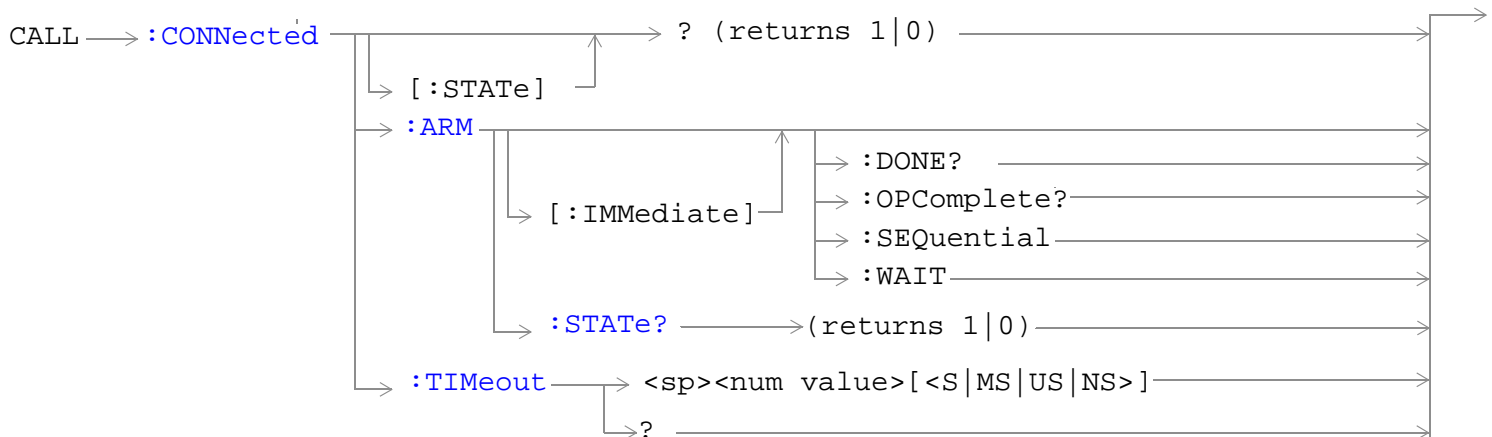 CALL :CONNected ? (returns 1|0)
[:STATe]
:ARM
:DONE?
:OPComplete?
[:IMMediate]
:SEQuential
:WAIT
:STATe? (returns 1|0)
:TIMeout <sp><num value>[<S|MS|US|NS>]
?